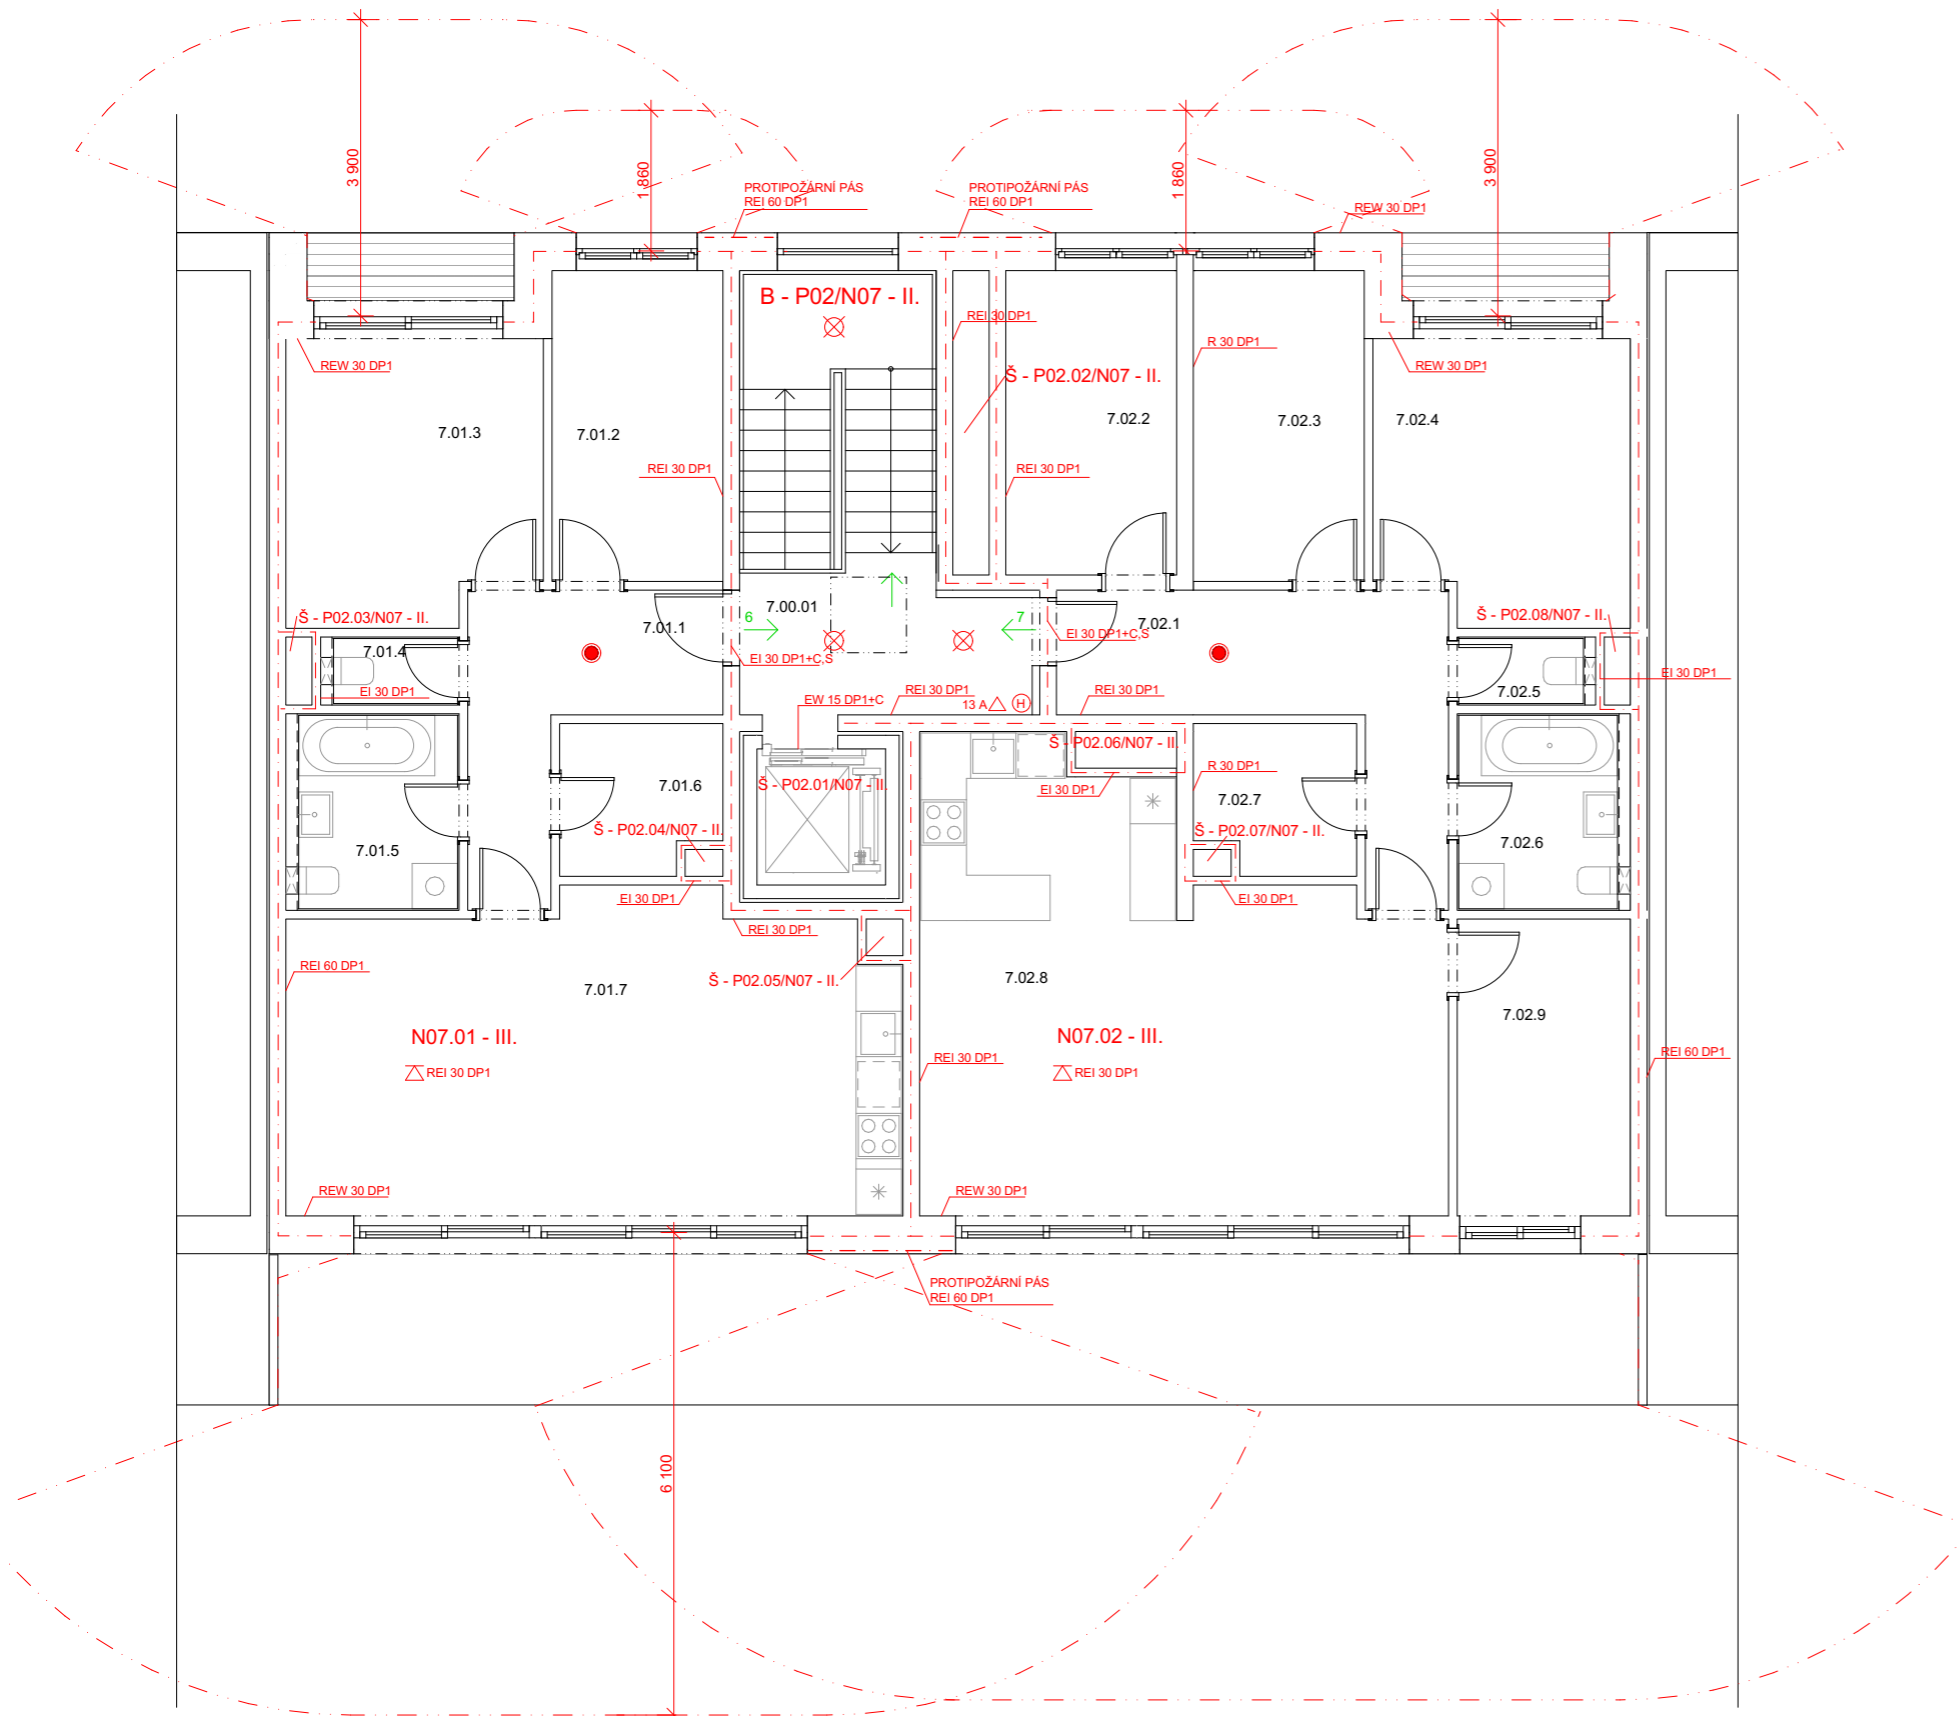 3 900
1 860
PROTIPOŽÁRNÍ PÁS
REI 60 DP1
PROTIPOŽÁRNÍ PÁS
REI 60 DP1
1 860
3 900
REW 30 DP1
B - P02/N07 - II.
REI 30 DP1
R 30 DP1
REW 30 DP1
REW 30 DP1
Š - P02.02/N07 - II.
7.01.3
7.01.2
7.02.2
7.02.3
7.02.4
REI 30 DP1
REI 30 DP1
7.00.01
Š - P02.03/N07 - II.
6
7.01.1
7
7.02.1
Š - P02.08/N07 - II.
EI 30 DP1+C,S
EI 30 DP1+C,S
7.01.4
EI 30 DP1
EI 30 DP1
7.02.5
EW 15 DP1+C
REI 30 DP1
13 A
H
REI 30 DP1
Š - P02.06/N07 - II.
R 30 DP1
7.01.6
Š - P02.01/N07 - II.
EI 30 DP1
7.02.7
Š - P02.04/N07 - II.
Š - P02.07/N07 - II.
7.01.5
7.02.6
EI 30 DP1
EI 30 DP1
REI 30 DP1
REI 60 DP1
Š - P02.05/N07 - II.
7.01.7
7.02.8
7.02.9
N07.01 - III.
N07.02 - III.
REI 30 DP1
REI 30 DP1
REI 30 DP1
REI 60 DP1
REW 30 DP1
REW 30 DP1
PROTIPOŽÁRNÍ PÁS
REI 60 DP1
6 100